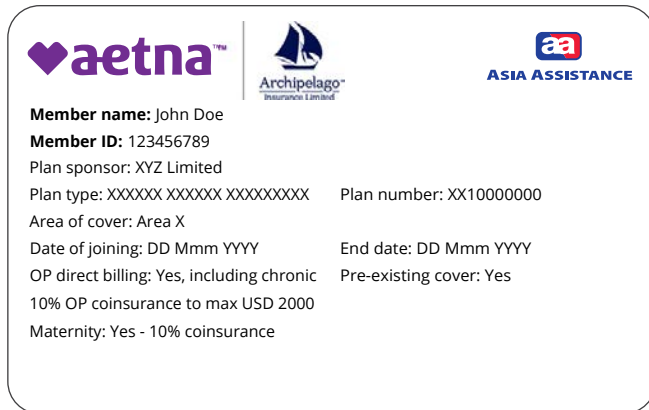 aetna™
Archipelago™
Insurance Limited
aa
ASIA ASSISTANCE
Member name: John Doe
Member ID: 123456789
Plan sponsor: XYZ Limited
Plan type: XXXXXX XXXXXX XXXXXXXXX Plan number: XX10000000
Area of cover: Area X
Date of joining: DD Mmm YYYY End date: DD Mmm YYYY
OP direct billing: Yes, including chronic Pre-existing cover: Yes
10% OP coinsurance to max USD 2000
Maternity: Yes - 10% coinsurance